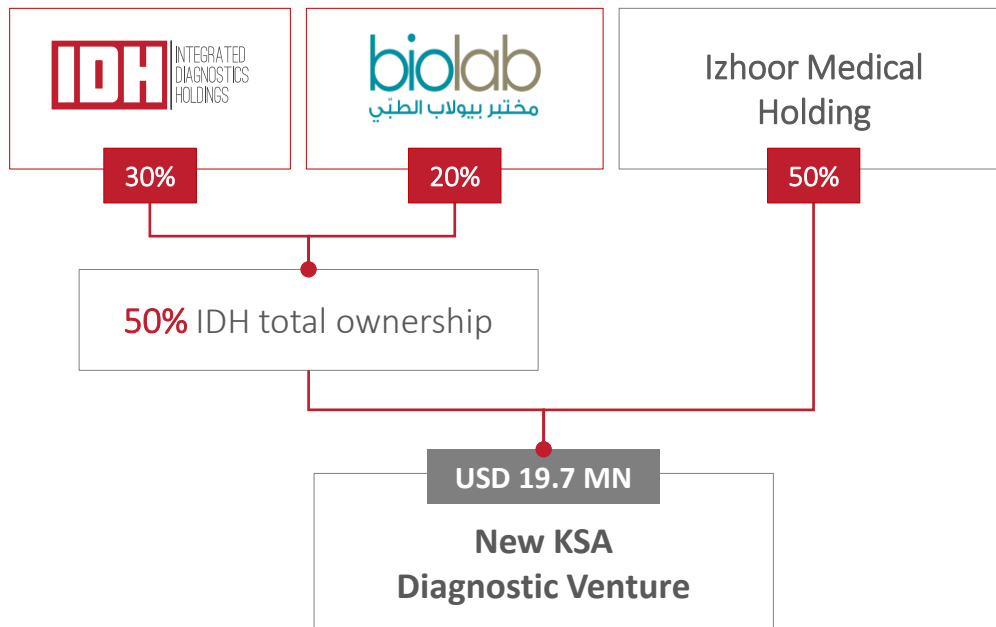 IDH INTEGRATED
DIAGNOSTICS
HOLDINGS
biolab
مختبر بيولاب الطبّي
Izhoor Medical
Holding
30%
20%
50%
50% IDH total ownership
USD 19.7 MN
New KSA
Diagnostic Venture